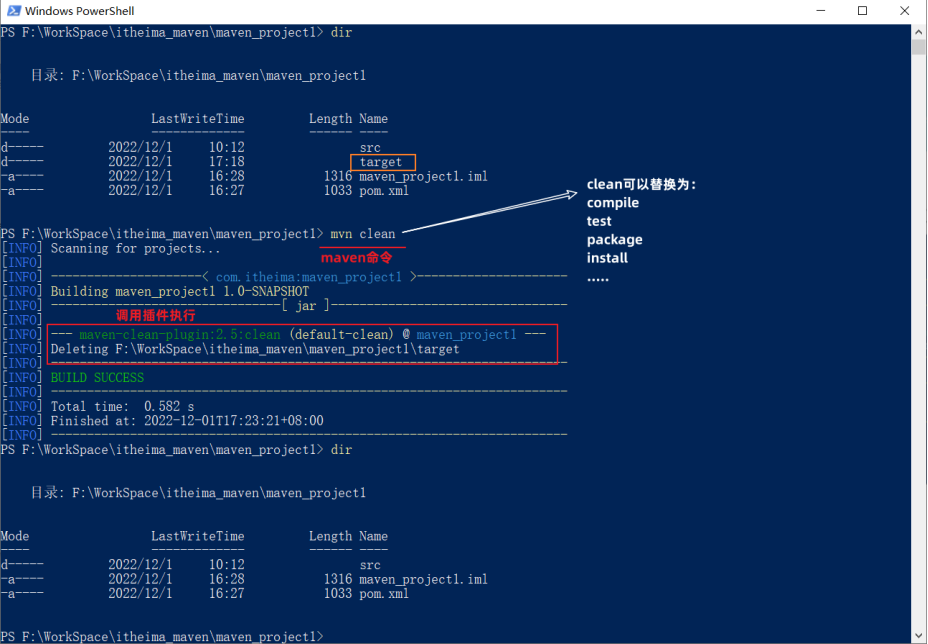 Windows PowerShell
PS F:\WorkSpace\itheima_maven\maven_project1> dir
目录: F:\WorkSpace\itheima_maven\maven_project1
Mode LastWriteTime Length Name
---- ------------- ------ ----
d----- 2022/12/1 10:12 src
d----- 2022/12/1 17:18 target
-a---- 2022/12/1 16:28 1316 maven_project1.iml
-a---- 2022/12/1 16:27 1033 pom.xml
clean可以替换为：
compile
test
package
install
.....
PS F:\WorkSpace\itheima_maven\maven_project1> mvn clean
[INFO] Scanning for projects...
maven命令
[INFO]
[INFO] ---------------------< com.itheima:maven_project1 >---------------------
[INFO] Building maven_project1 1.0-SNAPSHOT
[INFO] --------------------------------[ jar ]---------------------------------
调用插件执行
[INFO]
[INFO] --- maven-clean-plugin:2.5:clean (default-clean) @ maven_project1 ---
[INFO] Deleting F:\WorkSpace\itheima_maven\maven_project1\target
[INFO] ------------------------------------------------------------------------
[INFO] BUILD SUCCESS
[INFO] ------------------------------------------------------------------------
[INFO] Total time:  0.582 s
[INFO] Finished at: 2022-12-01T17:23:21+08:00
[INFO] ------------------------------------------------------------------------
PS F:\WorkSpace\itheima_maven\maven_project1> dir
目录: F:\WorkSpace\itheima_maven\maven_project1
Mode LastWriteTime Length Name
---- ------------- ------ ----
d----- 2022/12/1 10:12 src
-a---- 2022/12/1 16:28 1316 maven_project1.iml
-a---- 2022/12/1 16:27 1033 pom.xml
PS F:\WorkSpace\itheima_maven\maven_project1>